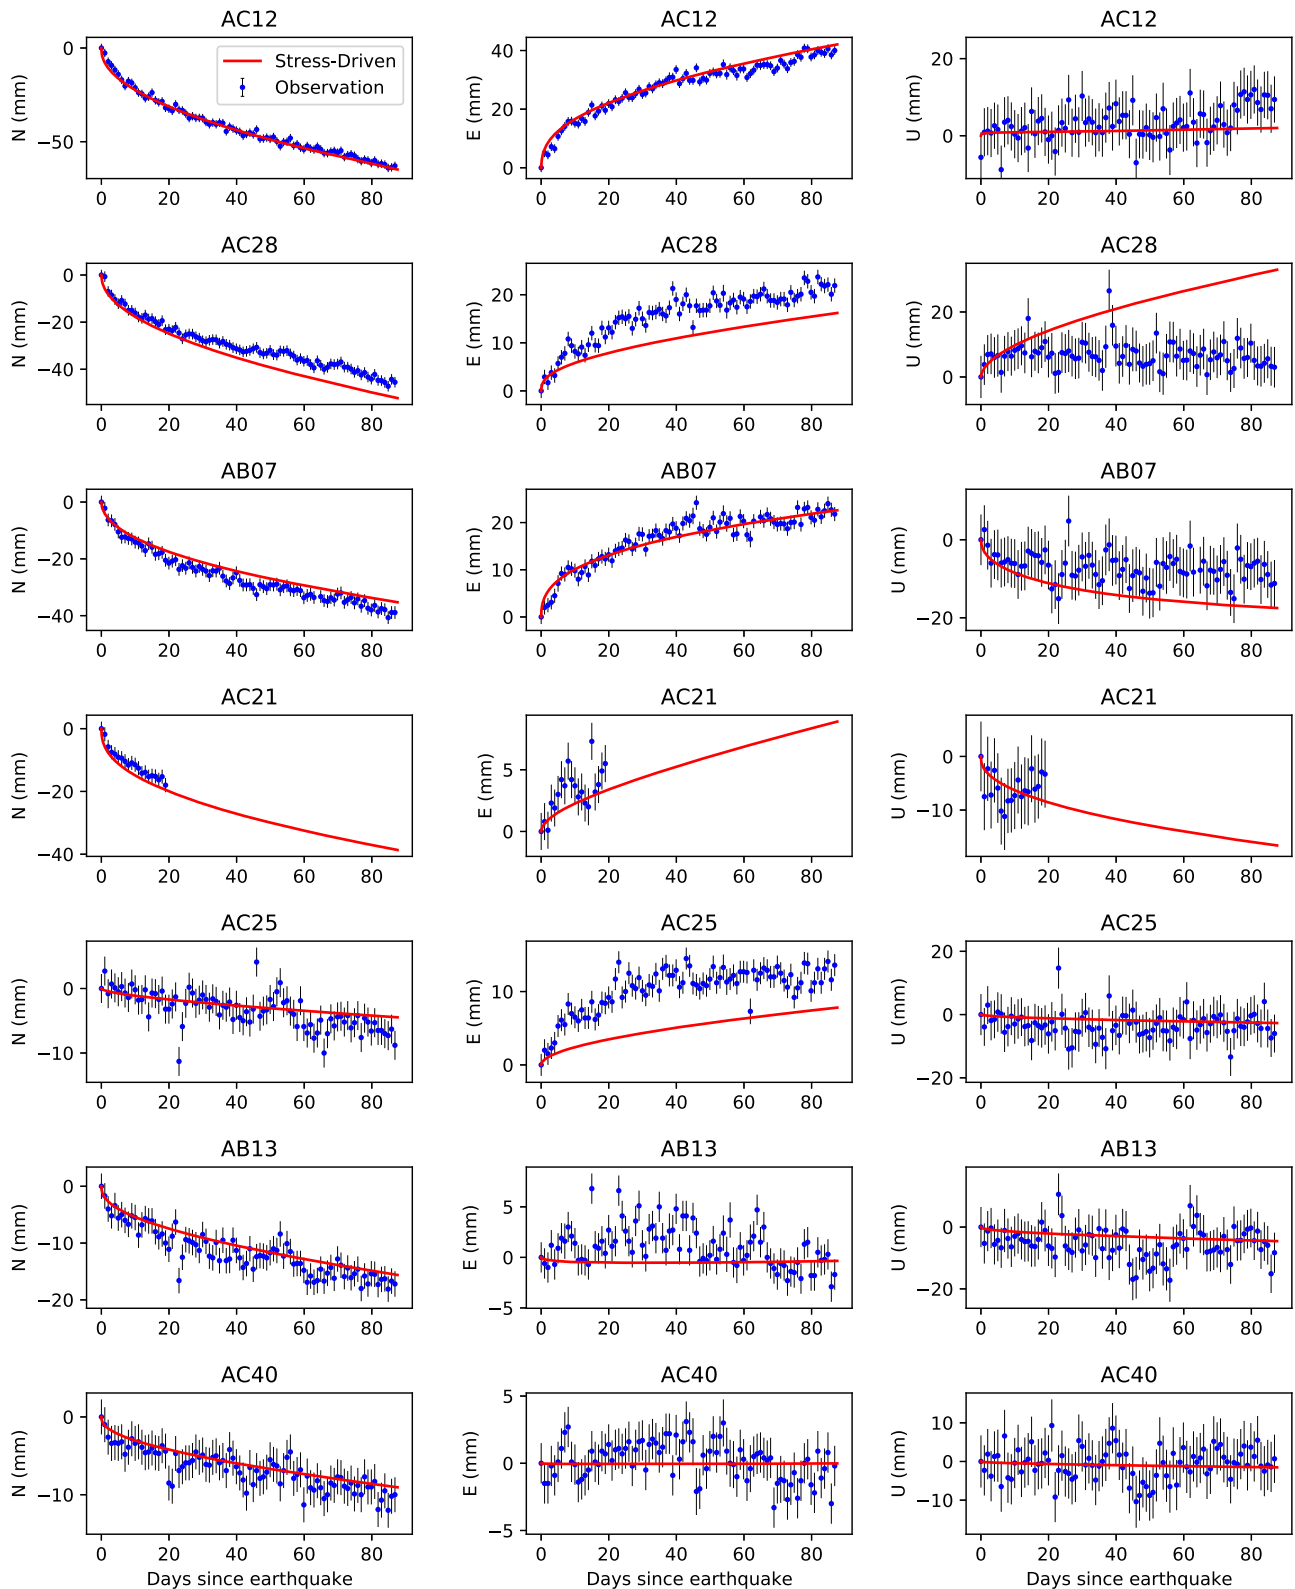 AC12 AC12 AC12
N (mm) 0 −50 0 20 40 60 80 Stress-Driven Observation
E (mm) 40 20 0 0 20 40 60 80
U (mm) 20 0 0 20 40 60 80
AC28 AC28 AC28
N (mm) 0 −20 −40 0 20 40 60 80
E (mm) 20 10 0 0 20 40 60 80
U (mm) 20 0 0 20 40 60 80
AB07 AB07 AB07
N (mm) 0 −20 −40 0 20 40 60 80
E (mm) 20 10 0 0 20 40 60 80
U (mm) 0 −20 0 20 40 60 80
AC21 AC21 AC21
N (mm) 0 −20 −40 0 20 40 60 80
E (mm) 5 0 0 20 40 60 80
U (mm) 0 −10 0 20 40 60 80
AC25 AC25 AC25
N (mm) 0 −10 0 20 40 60 80
E (mm) 10 0 0 20 40 60 80
U (mm) 20 0 −20 0 20 40 60 80
AB13 AB13 AB13
N (mm) 0 −10 −20 0 20 40 60 80
E (mm) 5 0 −5 0 20 40 60 80
U (mm) 0 −20 0 20 40 60 80
AC40 AC40 AC40
N (mm) 0 −10 0 20 40 60 80
E (mm) 5 0 −5 0 20 40 60 80
U (mm) 10 0 −10 0 20 40 60 80
Days since earthquake Days since earthquake Days since earthquake